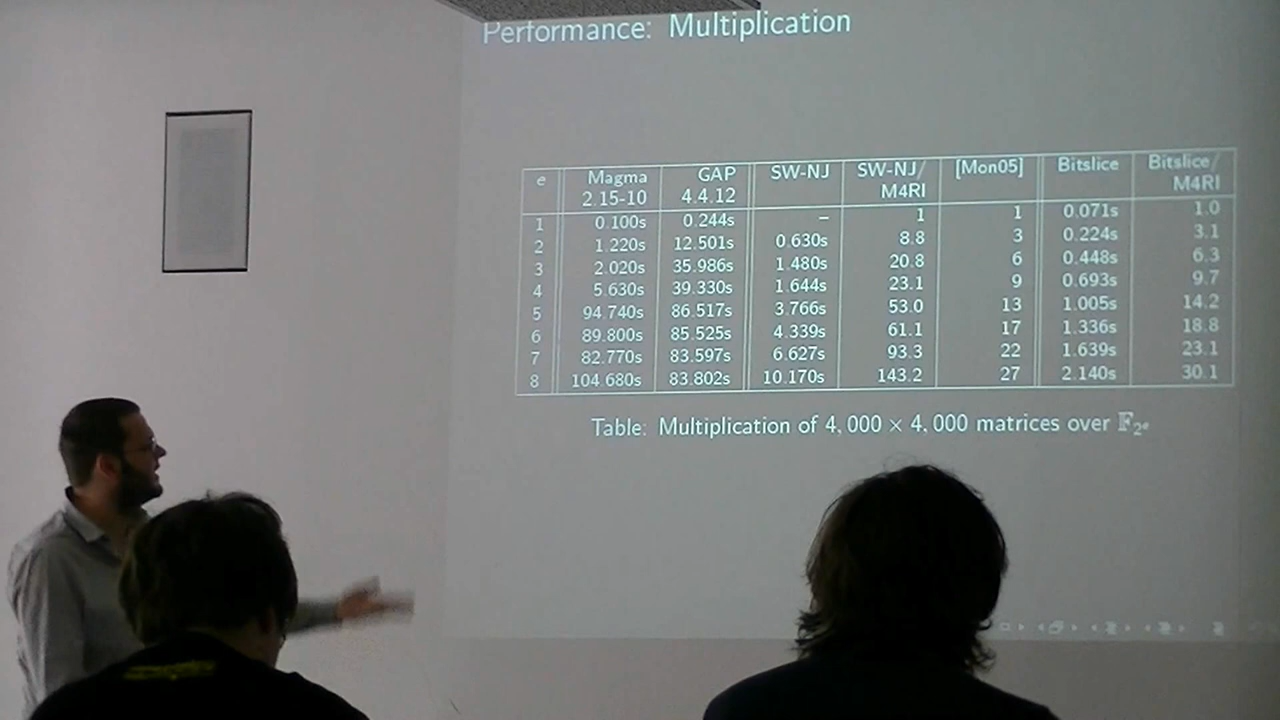 Performance: Multiplication
e Magma 2.15-10 GAP 4.4.12 SW-NJ SW-NJ/ M4RI [Mon05] Bitslice Bitslice/ M4RI
1 0.100s 0.244s – 1 1 0.071s 1.0
2 1.220s 12.501s 0.630s 8.8 3 0.224s 3.1
3 2.020s 35.986s 1.480s 20.8 6 0.448s 6.3
4 5.630s 39.330s 1.644s 23.1 9 0.693s 9.7
5 94.740s 86.517s 3.766s 53.0 13 1.005s 14.2
6 89.800s 85.525s 4.339s 61.1 17 1.336s 18.8
7 82.770s 83.597s 6.627s 93.3 22 1.639s 23.1
8 104.680s 83.802s 10.170s 143.2 27 2.140s 30.1
Table: Multiplication of 4,000 × 4,000 matrices over 𝔽₂ᵉ